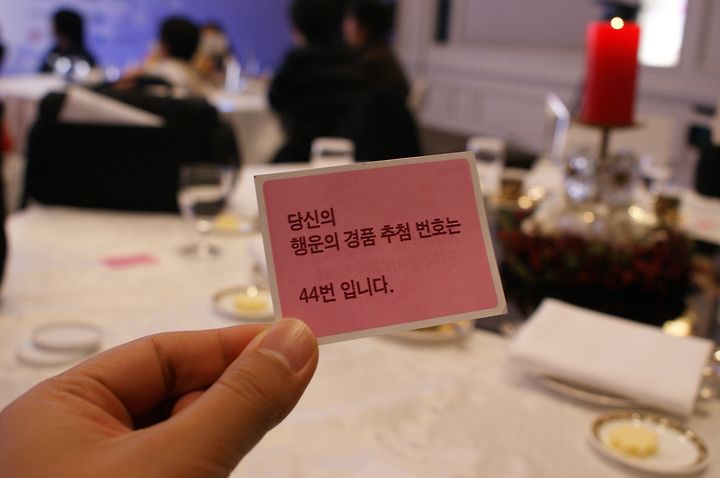 당신의
행운의 경품 추첨 번호는
44번 입니다.